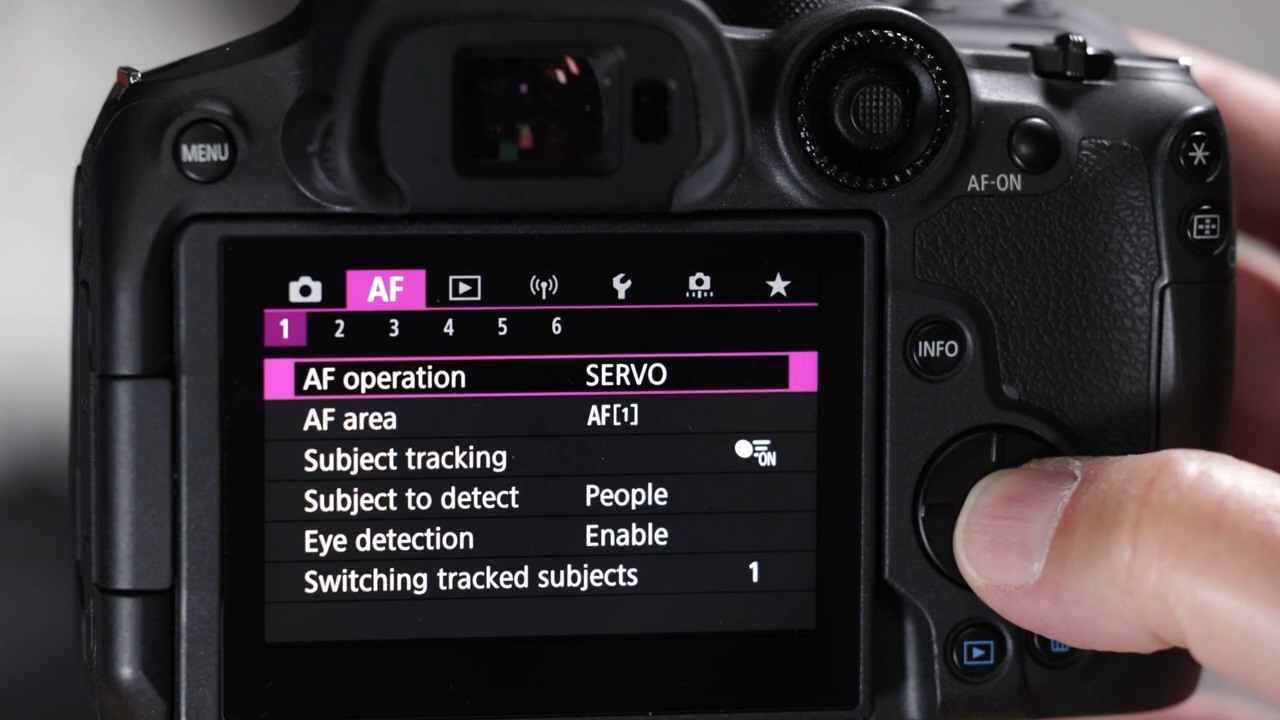 MENU
AF-ON
AF
1 2 3 4 5 6
INFO
AF operation SERVO
AF area AF[1]
Subject tracking ON
Subject to detect People
Eye detection Enable
Switching tracked subjects 1